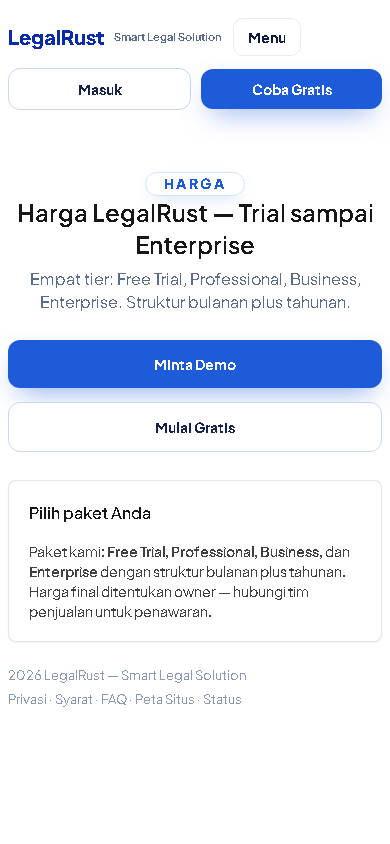 LegalRust Smart Legal Solution Menu
Masuk Coba Gratis
HARGA
Harga LegalRust — Trial sampai
Enterprise
Empat tier: Free Trial, Professional, Business,
Enterprise. Struktur bulanan plus tahunan.
Minta Demo
Mulai Gratis
Pilih paket Anda
Paket kami: Free Trial, Professional, Business, dan
Enterprise dengan struktur bulanan plus tahunan.
Harga final ditentukan owner — hubungi tim
penjualan untuk penawaran.
2026 LegalRust — Smart Legal Solution
Privasi · Syarat · FAQ · Peta Situs · Status